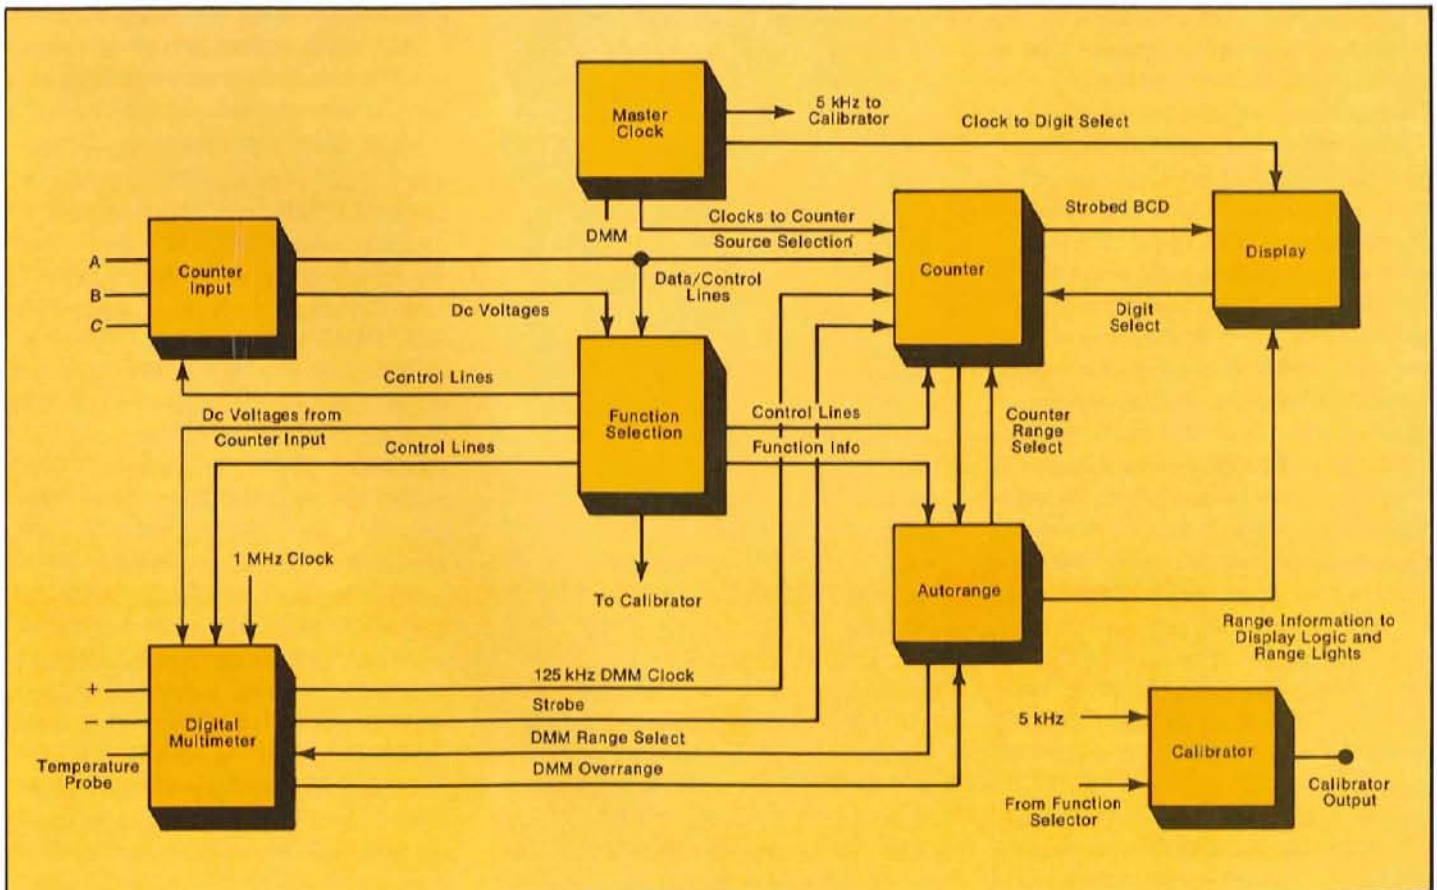 Master
Clock
5 kHz to
Calibrator
Clock to Digit Select
DMM
Clocks to Counter
Source Selection
Strobed BCD
A
B
C
Counter
Input
Counter
Display
Data/Control
Lines
Dc Voltages
Digit
Select
Control Lines
Dc Voltages from
Counter Input
Control Lines
Function
Selection
Control Lines
Function Info
Counter
Range
Select
1 MHz Clock
To Calibrator
Autorange
Range Information to
Display Logic and
Range Lights
+
−
Temperature
Probe
Digital
Multimeter
125 kHz DMM Clock
Strobe
DMM Range Select
DMM Overrange
5 kHz
From Function
Selector
Calibrator
Calibrator
Output